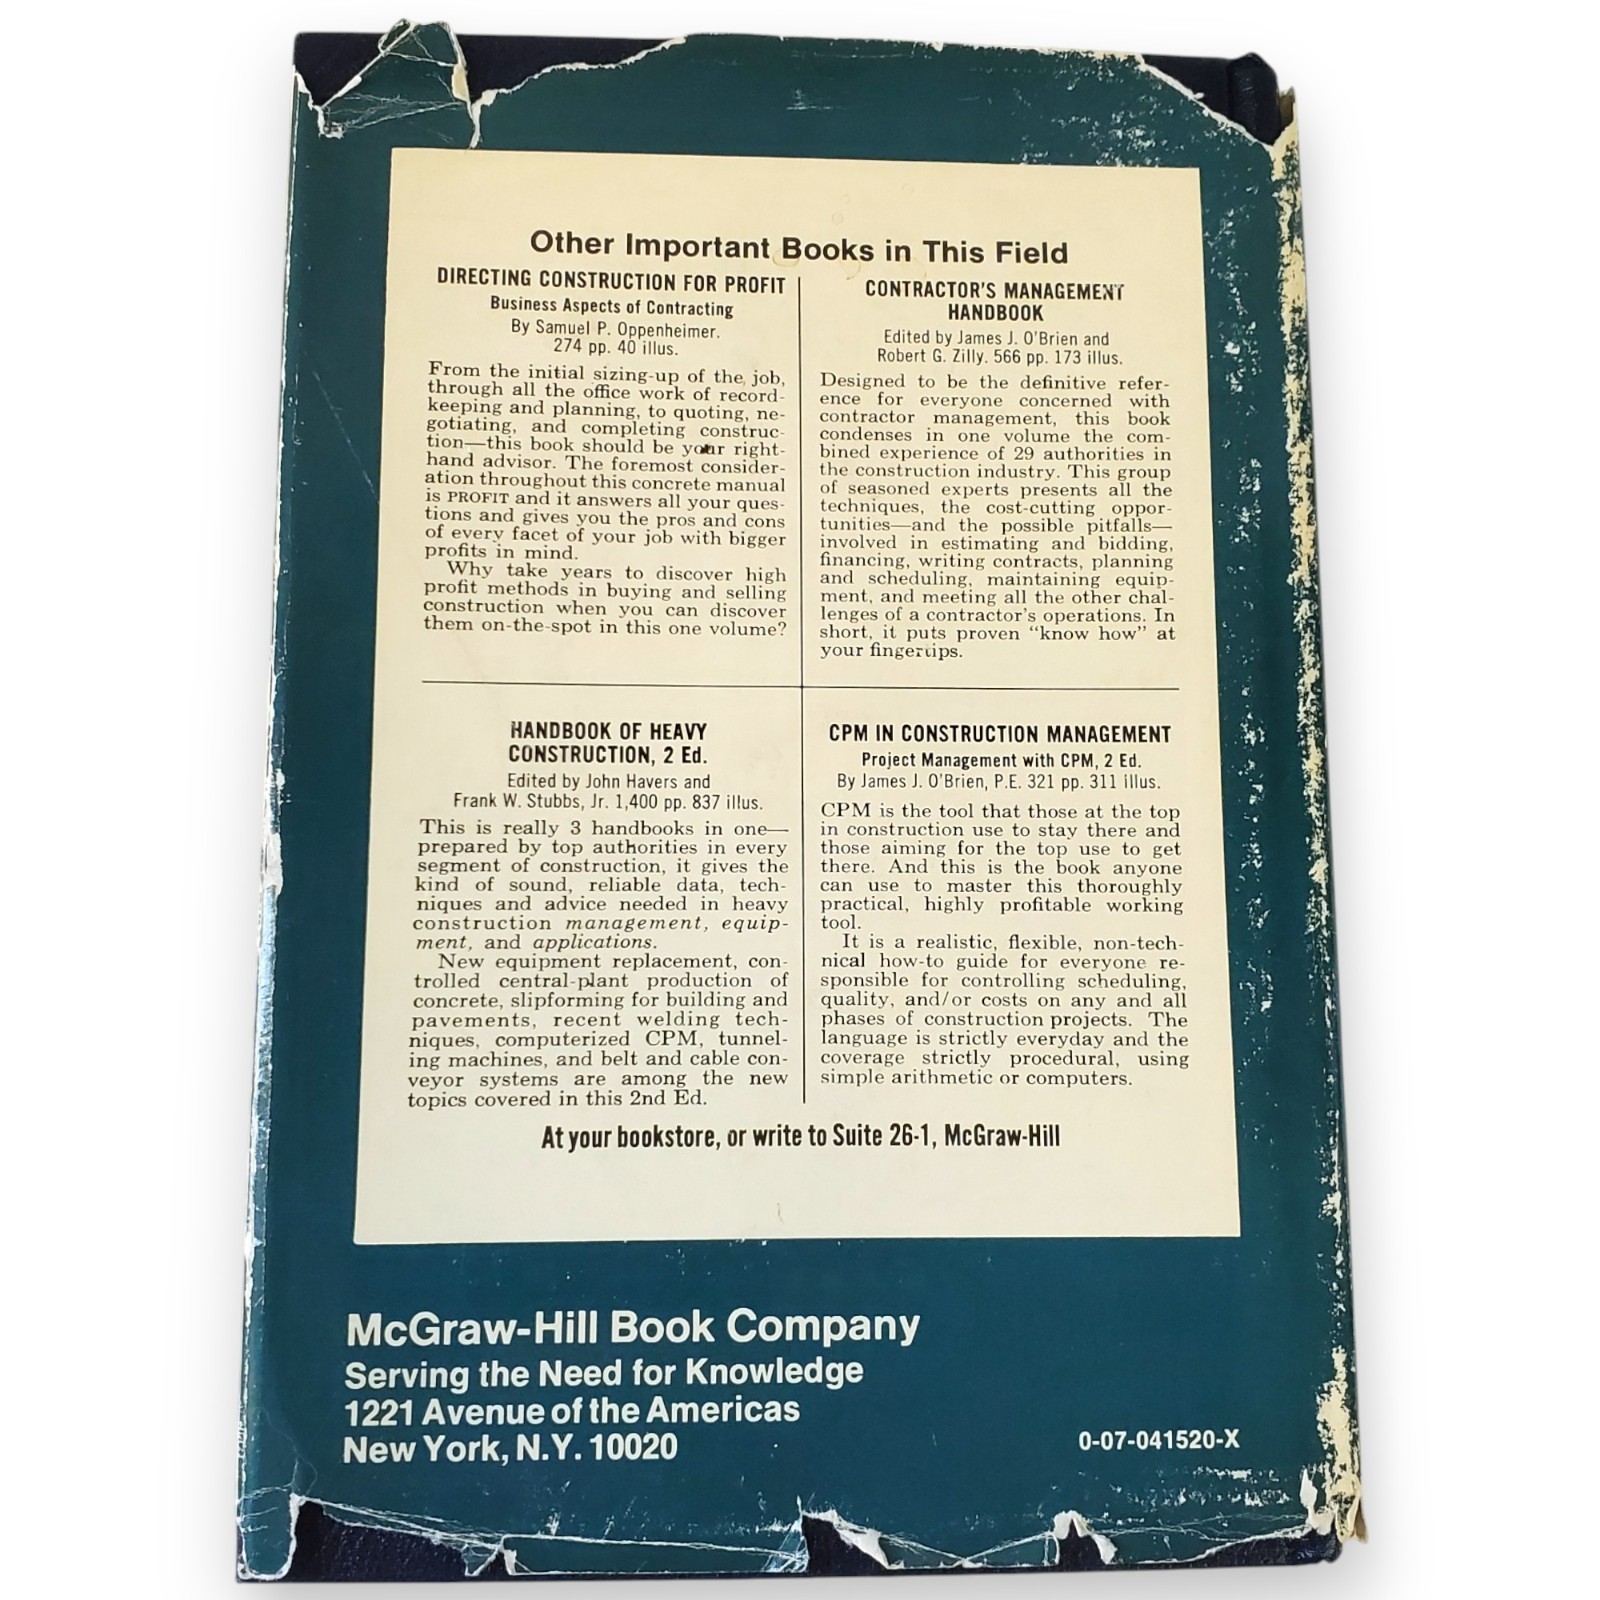 Other Important Books in This Field
DIRECTING CONSTRUCTION FOR PROFIT
Business Aspects of Contracting
By Samuel P. Oppenheimer.
274 pp. 40 illus.
From the initial sizing-up of the job,
through all the office work of record-
keeping and planning, to quoting, ne-
gotiating, and completing construc-
tion—this book should be your right-
hand advisor. The foremost consider-
ation throughout this concrete manual
is PROFIT and it answers all your ques-
tions and gives you the pros and cons
of every facet of your job with bigger
profits in mind.
Why take years to discover high
profit methods in buying and selling
construction when you can discover
them on-the-spot in this one volume?
CONTRACTOR'S MANAGEMENT
HANDBOOK
Edited by James J. O'Brien and
Robert G. Zilly. 566 pp. 173 illus.
Designed to be the definitive refer-
ence for everyone concerned with
contractor management, this book
condenses in one volume the com-
bined experience of 29 authorities in
the construction industry. This group
of seasoned experts presents all the
techniques, the cost-cutting oppor-
tunities—and the possible pitfalls—
involved in estimating and bidding,
financing, writing contracts, planning
and scheduling, maintaining equip-
ment, and meeting all the other chal-
lenges of a contractor's operations. In
short, it puts proven “know how” at
your fingertips.
HANDBOOK OF HEAVY
CONSTRUCTION, 2 Ed.
Edited by John Havers and
Frank W. Stubbs, Jr. 1,400 pp. 837 illus.
This is really 3 handbooks in one—
prepared by top authorities in every
segment of construction, it gives the
kind of sound, reliable data, tech-
niques and advice needed in heavy
construction management, equip-
ment, and applications.
New equipment replacement, con-
trolled central-plant production of
concrete, slipforming for building and
pavements, recent welding tech-
niques, computerized CPM, tunnel-
ing machines, and belt and cable con-
veyor systems are among the new
topics covered in this 2nd Ed.
CPM IN CONSTRUCTION MANAGEMENT
Project Management with CPM, 2 Ed.
By James J. O'Brien, P.E. 321 pp. 311 illus.
CPM is the tool that those at the top
in construction use to stay there and
those aiming for the top use to get
there. And this is the book anyone
can use to master this thoroughly
practical, highly profitable working
tool.
It is a realistic, flexible, non-tech-
nical how-to guide for everyone re-
sponsible for controlling scheduling,
quality, and/or costs on any and all
phases of construction projects. The
language is strictly everyday and the
coverage strictly procedural, using
simple arithmetic or computers.
At your bookstore, or write to Suite 26-1, McGraw-Hill
McGraw-Hill Book Company
Serving the Need for Knowledge
1221 Avenue of the Americas
New York, N.Y. 10020
0-07-041520-X